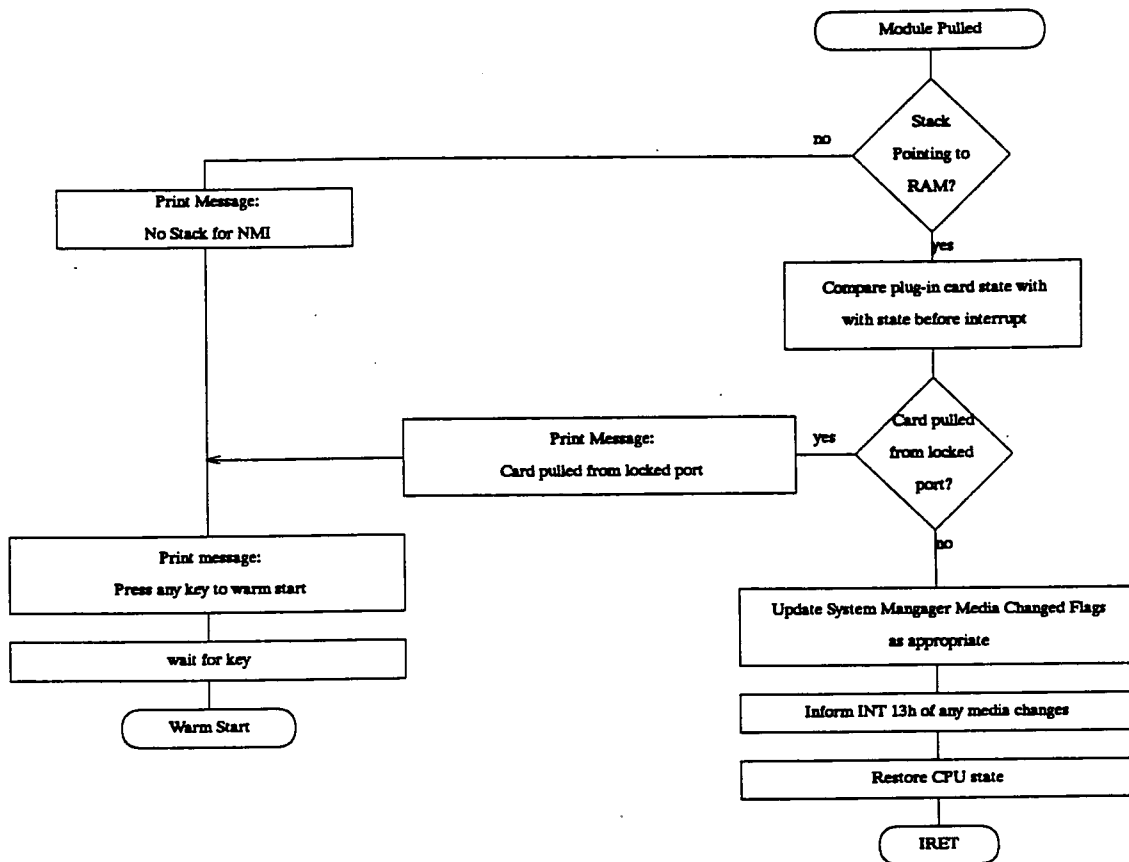 Module Pulled
Stack
Pointing to
RAM?
no
yes
Print Message:
No Stack for NMI
Compare plug-in card state with
with state before interrupt
Card pulled
from locked
port?
yes
no
Print Message:
Card pulled from locked port
Print message:
Press any key to warm start
wait for key
Warm Start
Update System Mangager Media Changed Flags
as appropriate
Inform INT 13h of any media changes
Restore CPU state
IRET